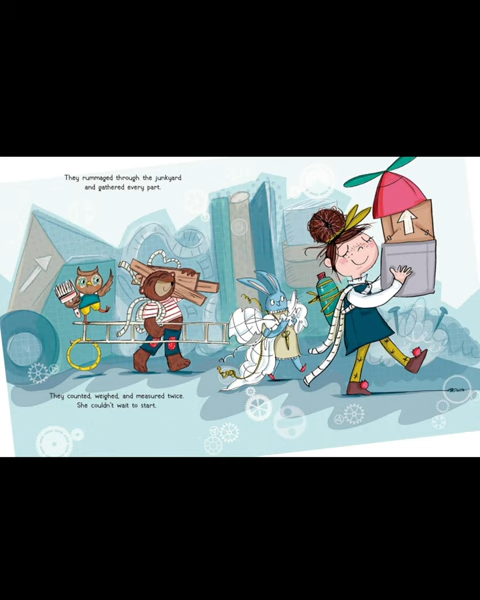 They rummaged through the junkyard
and gathered every part.
They counted, weighed, and measured twice.
She couldn't wait to start.